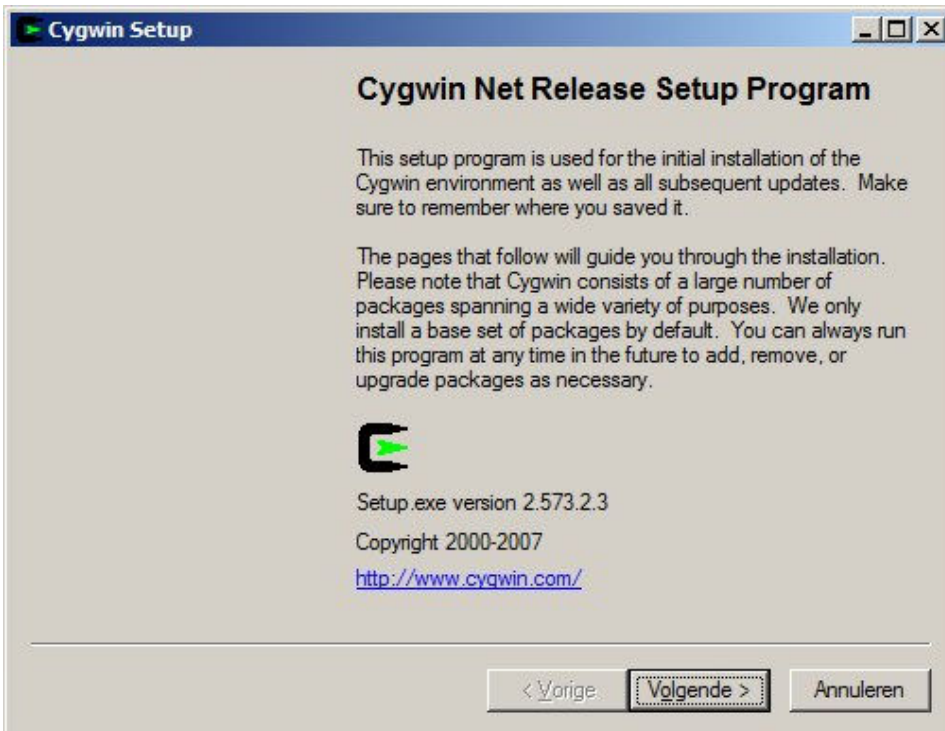 Cygwin Setup
Cygwin Net Release Setup Program
This setup program is used for the initial installation of the
Cygwin environment as well as all subsequent updates.  Make
sure to remember where you saved it.
The pages that follow will guide you through the installation.
Please note that Cygwin consists of a large number of
packages spanning a wide variety of purposes.  We only
install a base set of packages by default.  You can always run
this program at any time in the future to add, remove, or
upgrade packages as necessary.
Setup.exe version 2.573.2.3
Copyright 2000-2007
http://www.cygwin.com/
< Vorige
Volgende >
Annuleren